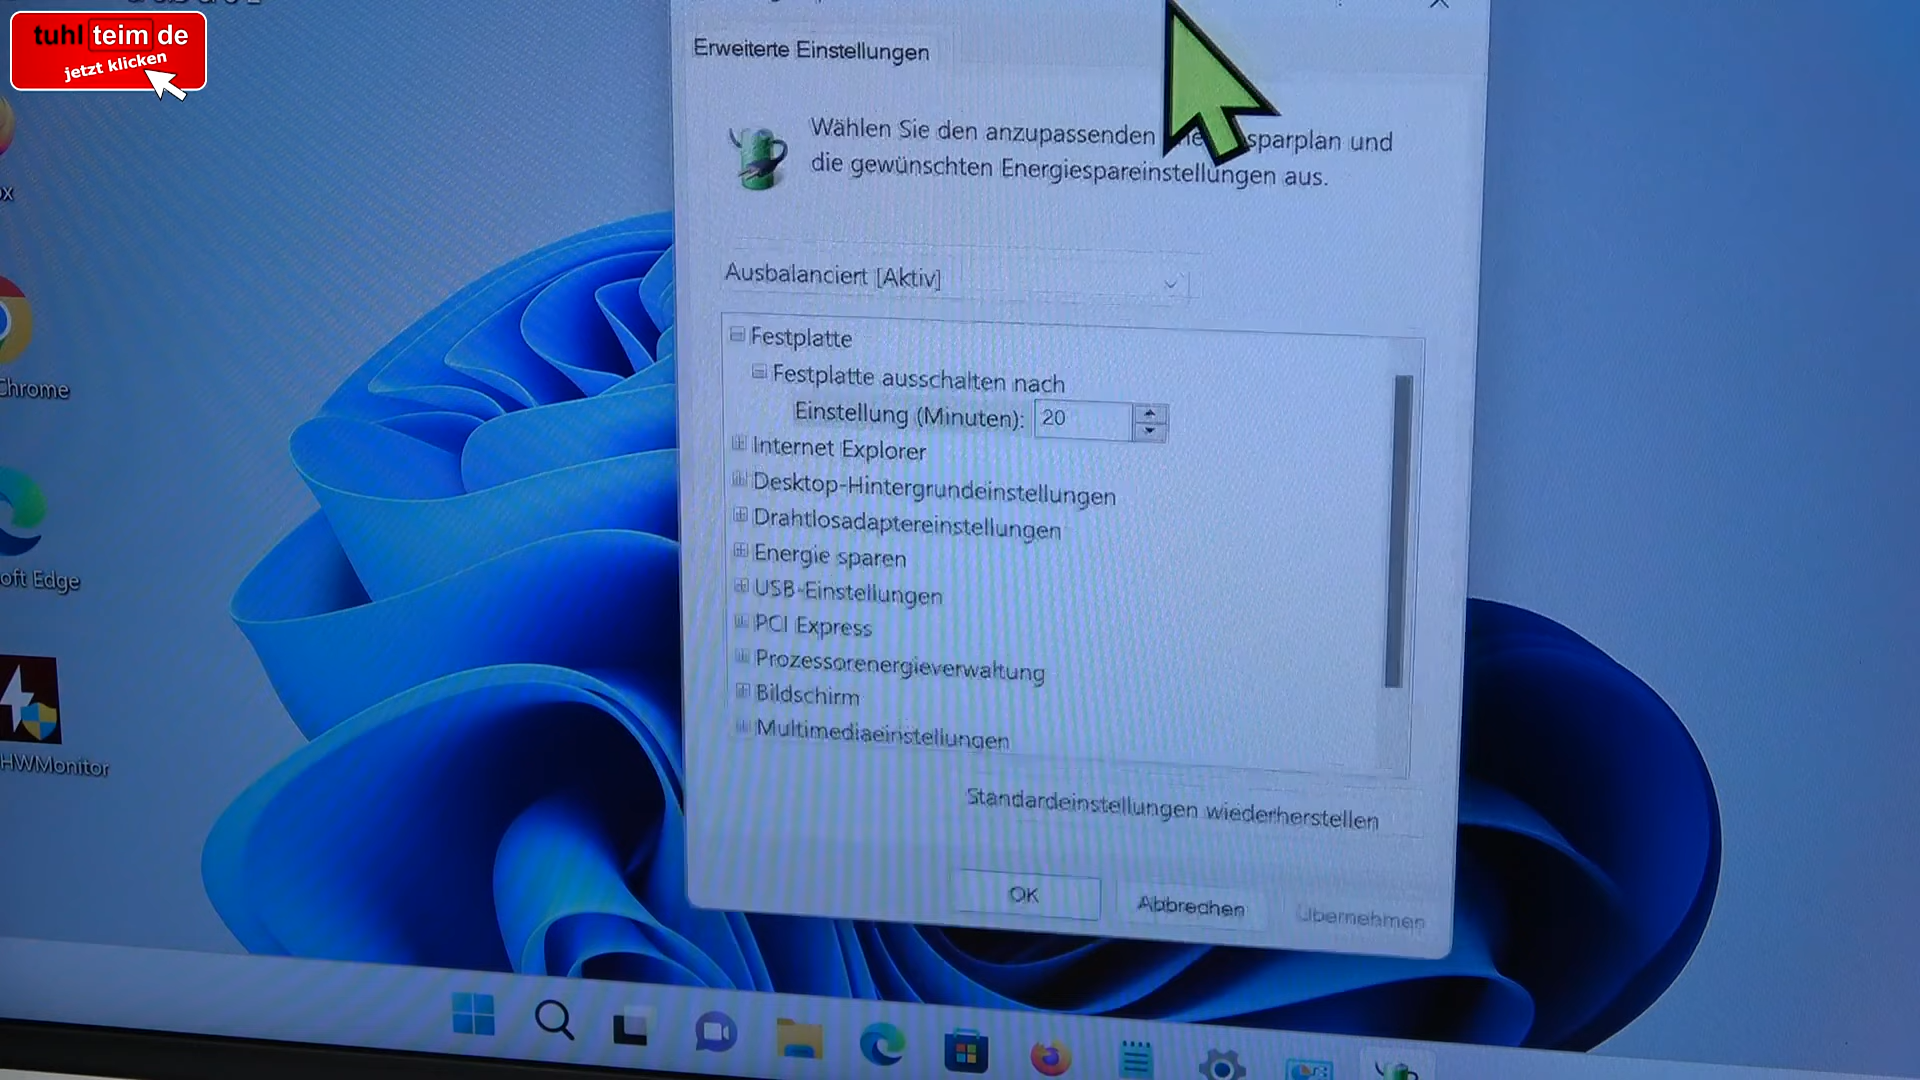 tuhl teim de
jetzt klicken
Erweiterte Einstellungen
Wählen Sie den anzupassenden sparplan und
die gewünschten Energiespareinstellungen aus.
Ausbalanciert [Aktiv]
Festplatte
Festplatte ausschalten nach
Einstellung (Minuten): 20
Internet Explorer
Desktop-Hintergrundeinstellungen
Drahtlosadaptereinstellungen
Energie sparen
USB-Einstellungen
PCI Express
Prozessorenergieverwaltung
Bildschirm
Multimediaeinstellungen
Standardeinstellungen wiederherstellen
OK
Abbrechen
Übernehmen
Chrome
oft Edge
HWMonitor